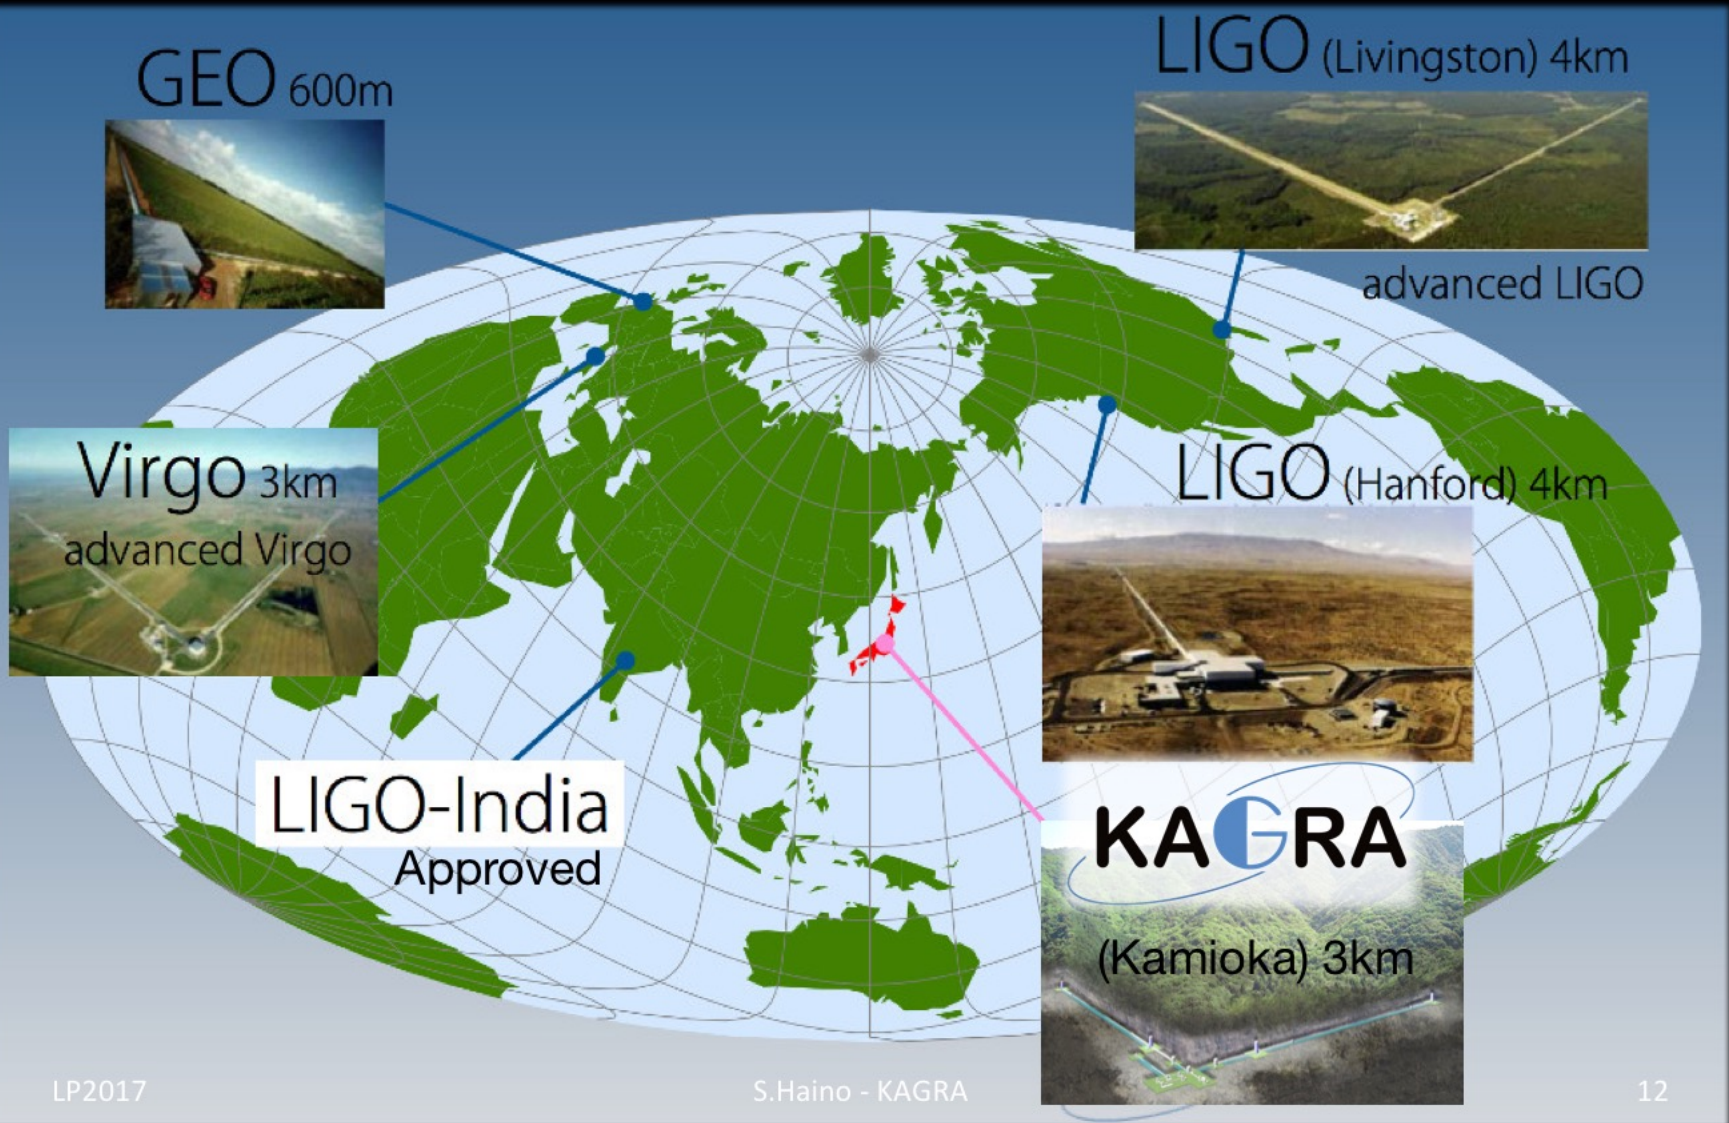 GEO 600m
LIGO (Livingston) 4km
advanced LIGO
Virgo 3km
advanced Virgo
LIGO (Hanford) 4km
LIGO-India
Approved
KAGRA
(Kamioka) 3km
LP2017
S.Haino - KAGRA
12